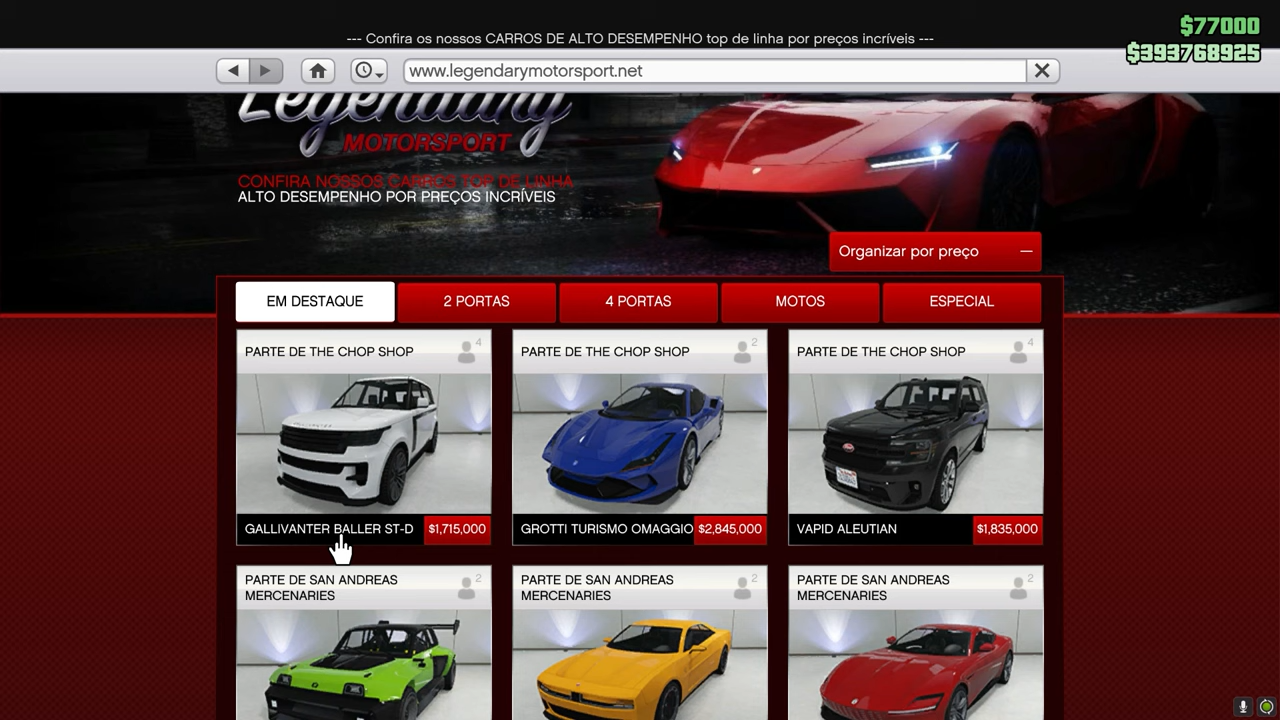 $77000
--- Confira os nossos CARROS DE ALTO DESEMPENHO top de linha por preços incríveis ---
$393768925
www.legendarymotorsport.net
Legendary
MOTORSPORT
CONFIRA NOSSOS CARROS TOP DE LINHA
ALTO DESEMPENHO POR PREÇOS INCRÍVEIS
Organizar por preço
EM DESTAQUE
2 PORTAS
4 PORTAS
MOTOS
ESPECIAL
PARTE DE THE CHOP SHOP
4
PARTE DE THE CHOP SHOP
2
PARTE DE THE CHOP SHOP
4
GALLIVANTER BALLER ST-D
$1,715,000
GROTTI TURISMO OMAGGIO
$2,845,000
VAPID ALEUTIAN
$1,835,000
PARTE DE SAN ANDREAS
MERCENARIES
2
PARTE DE SAN ANDREAS
MERCENARIES
2
PARTE DE SAN ANDREAS
MERCENARIES
2